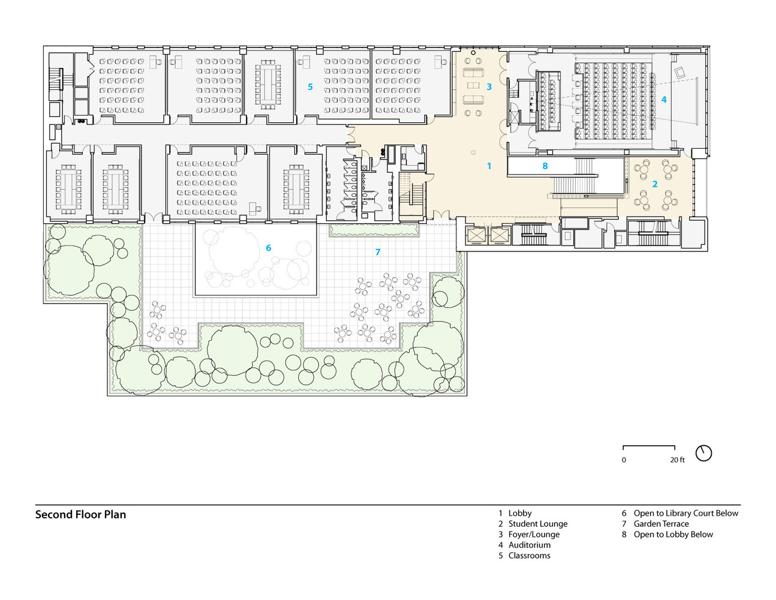 5
3
4
1
8
2
6
7
0 20 ft
Second Floor Plan
1 Lobby
2 Student Lounge
3 Foyer/Lounge
4 Auditorium
5 Classrooms
6 Open to Library Court Below
7 Garden Terrace
8 Open to Lobby Below